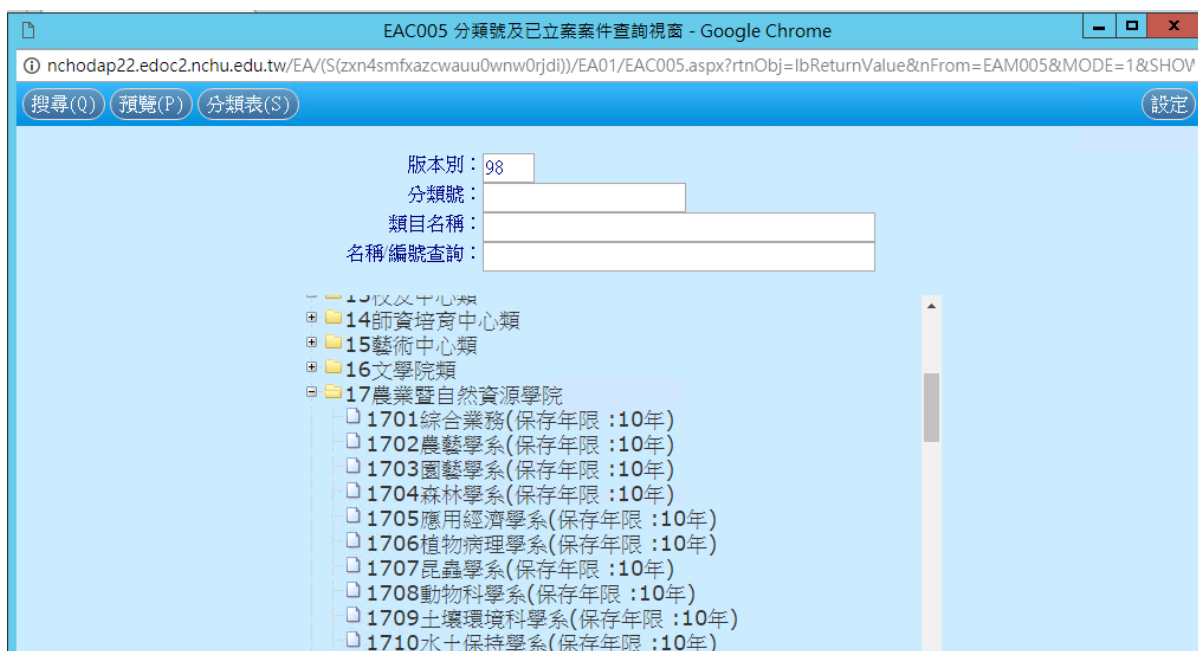 EAC005 分類號及已立案案件查詢視窗 - Google Chrome
nchodap22.edoc2.nchu.edu.tw/EA/(S(zxn4smfxazcwauu0wnw0rjdi))/EA01/EAC005.aspx?rtnObj=lbReturnValue&nFrom=EAM005&MODE=1&SHOW
搜尋(Q) 預覽(P) 分類表(S) 設定
版本別：98
分類號：
類目名稱：
名稱/編號查詢：
14師資培育中心類
15藝術中心類
16文學院類
17農業暨自然資源學院
1701綜合業務(保存年限 :10年)
1702農藝學系(保存年限 :10年)
1703園藝學系(保存年限 :10年)
1704森林學系(保存年限 :10年)
1705應用經濟學系(保存年限 :10年)
1706植物病理學系(保存年限 :10年)
1707昆蟲學系(保存年限 :10年)
1708動物科學系(保存年限 :10年)
1709土壤環境科學系(保存年限 :10年)
1710水土保持學系(保存年限 :10年)